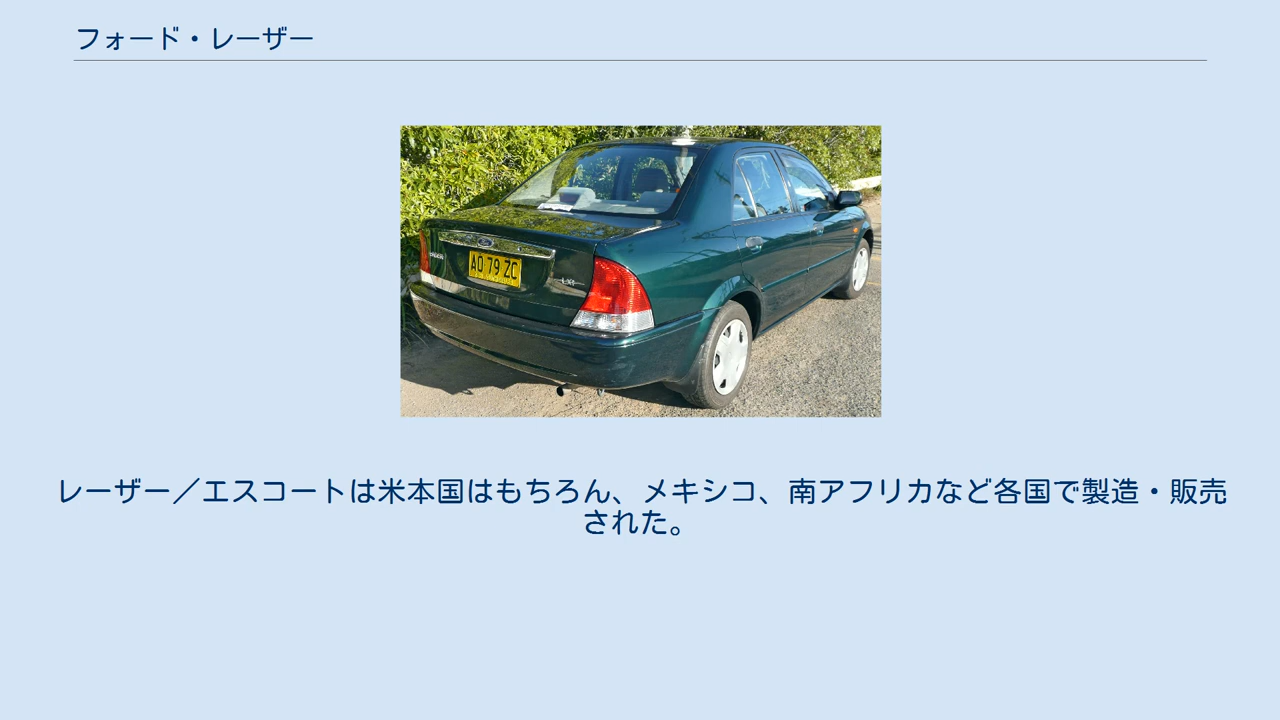 フォード・レーザー
Ford
AO 79 ZC
LXi
レーザー／エスコートは米本国はもちろん、メキシコ、南アフリカなど各国で製造・販売
された。